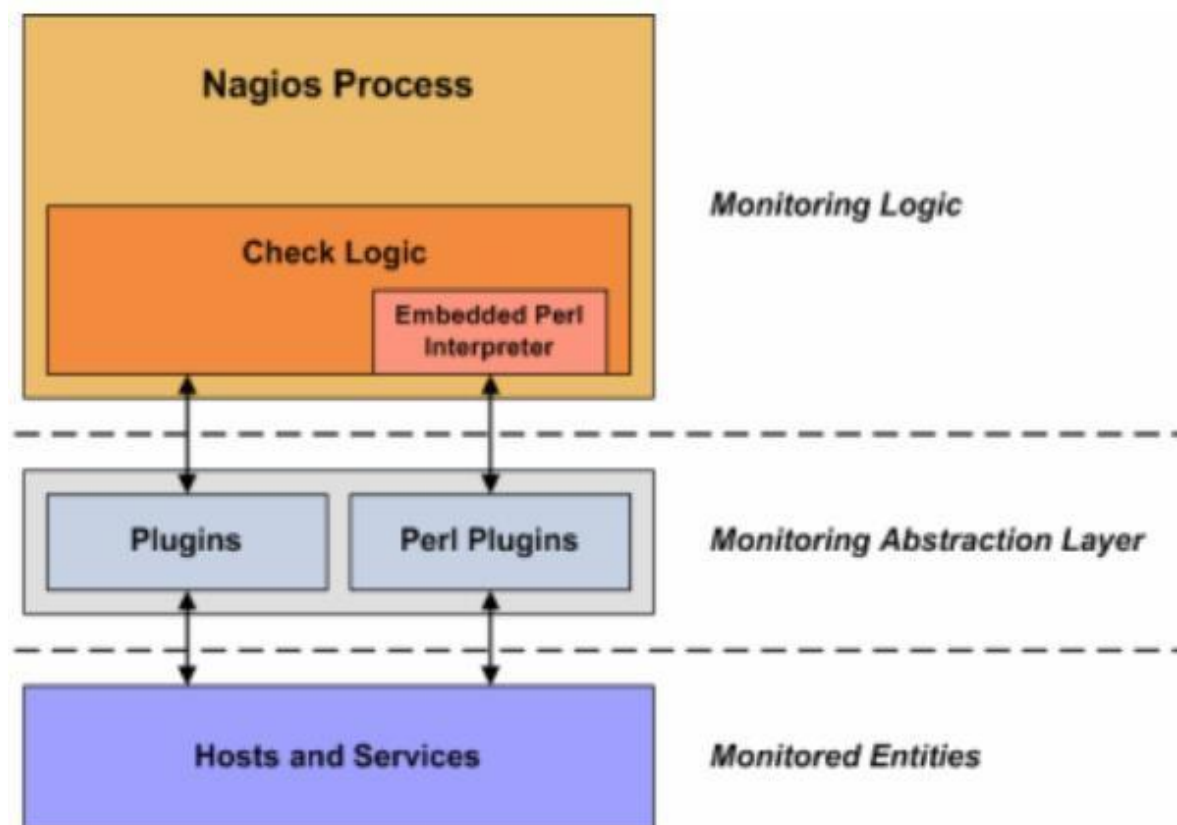 Nagios Process
Monitoring Logic
Check Logic
Embedded Perl
Interpreter
Plugins
Perl Plugins
Monitoring Abstraction Layer
Hosts and Services
Monitored Entities